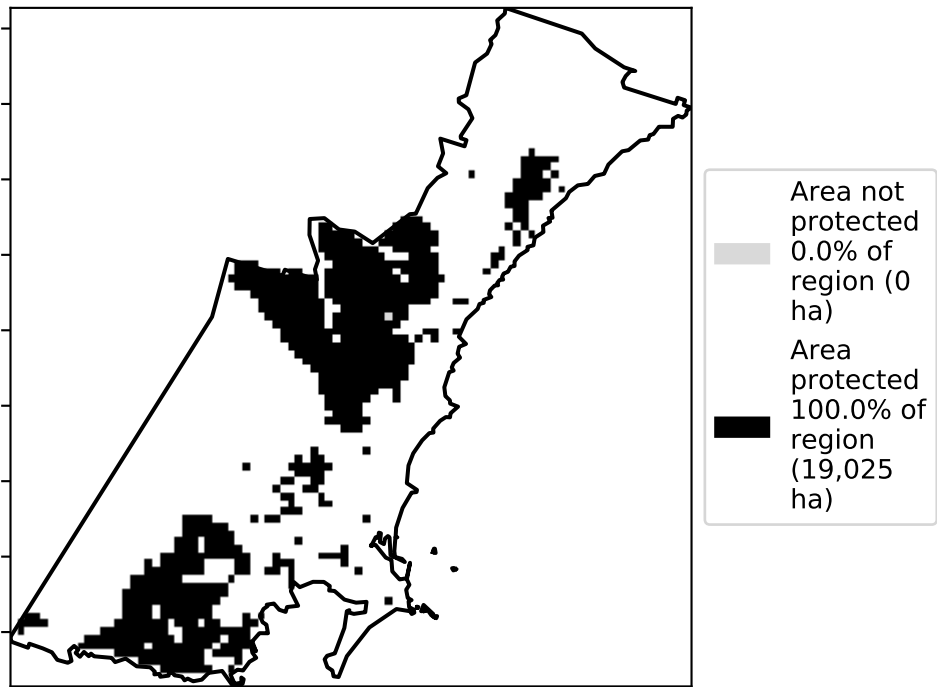 Area not
protected
0.0% of
region (0
ha)
Area
protected
100.0% of
region
(19,025
ha)